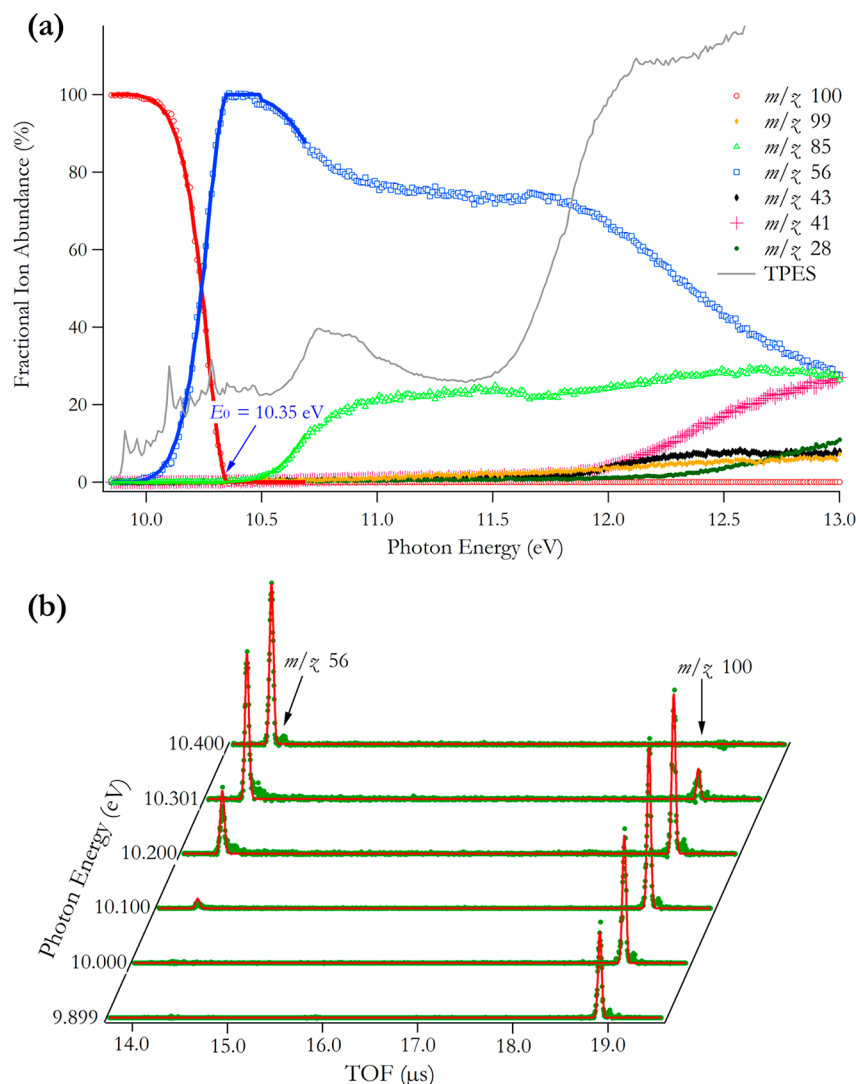 (a)
Fractional Ion Abundance (%)
100
80
60
40
20
0
m/z 100
m/z 99
m/z 85
m/z 56
m/z 43
m/z 41
m/z 28
TPES
E0 = 10.35 eV
10.0 10.5 11.0 11.5 12.0 12.5 13.0
Photon Energy (eV)
(b)
m/z 56
m/z 100
Photon Energy (eV)
10.400
10.301
10.200
10.100
10.000
9.899
14.0 15.0 16.0 17.0 18.0 19.0
TOF (μs)